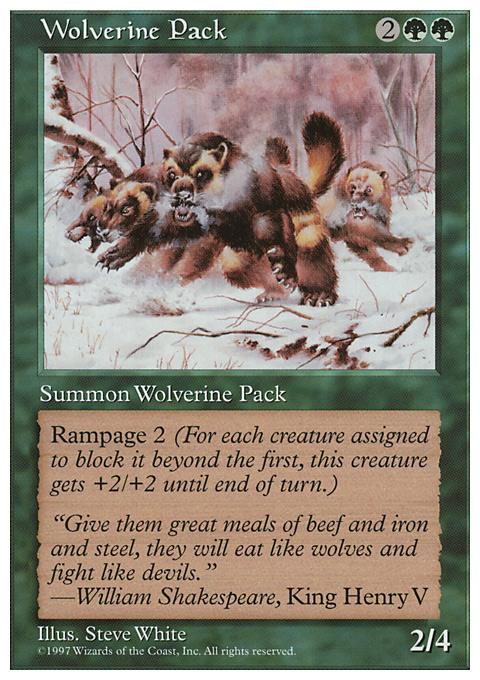 Wolverine Pack 2
Summon Wolverine Pack
Rampage 2 (For each creature assigned
to block it beyond the first, this creature
gets +2/+2 until end of turn.)
“Give them great meals of beef and iron
and steel, they will eat like wolves and
fight like devils.”
—William Shakespeare, King Henry V
Illus. Steve White
2/4
©1997 Wizards of the Coast, Inc. All rights reserved.